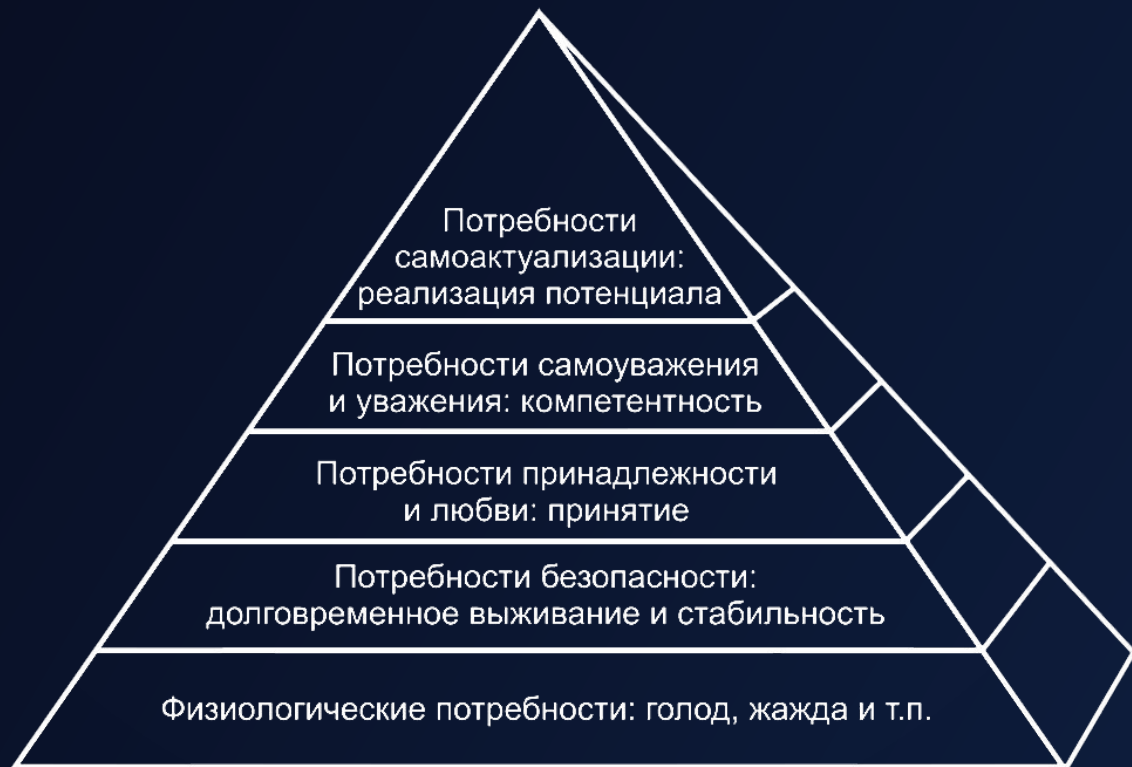 Потребности
самоактуализации:
реализация потенциала
Потребности самоуважения
и уважения: компетентность
Потребности принадлежности
и любви: принятие
Потребности безопасности:
долговременное выживание и стабильность
Физиологические потребности: голод, жажда и т.п.